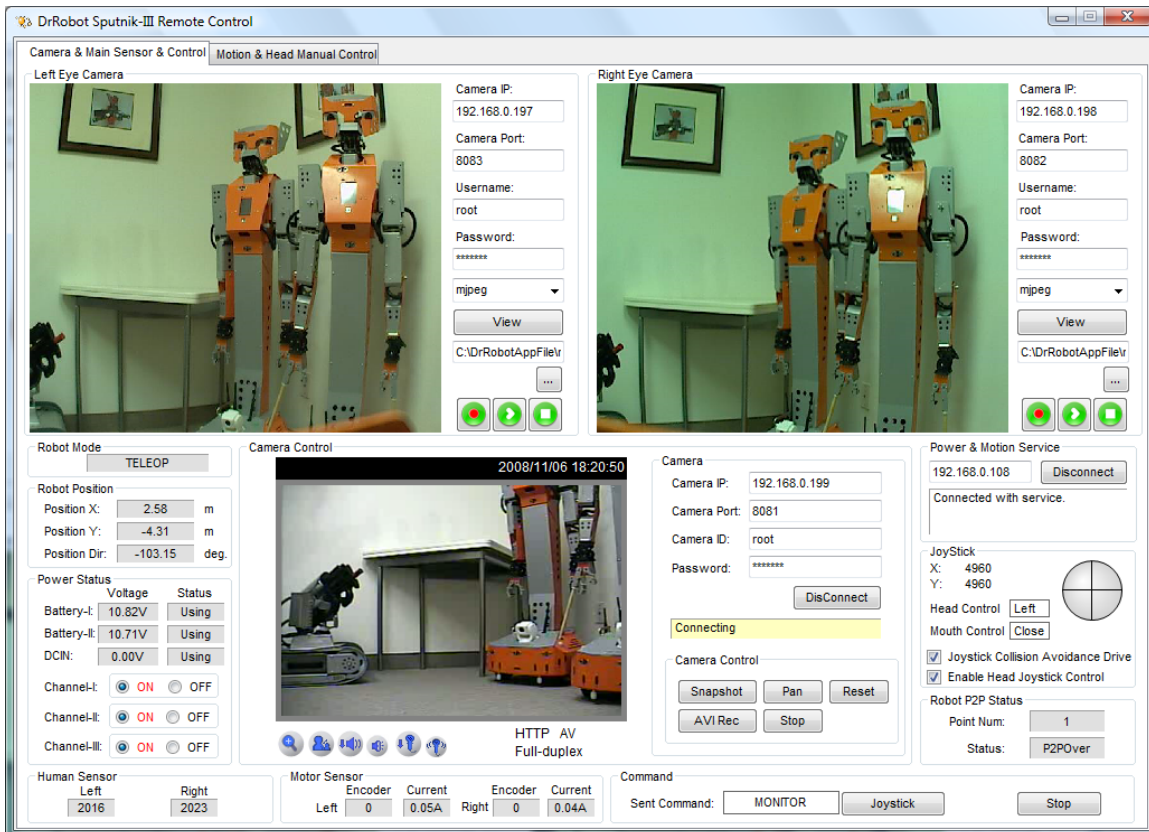 DrRobot Sputnik-III Remote Control
Camera & Main Sensor & Control
Motion & Head Manual Control
Left Eye Camera
Camera IP:
192.168.0.197
Camera Port:
8083
Username:
root
Password:
*******
mjpeg
View
C:\DrRobotAppFile\r
...
Right Eye Camera
Camera IP:
192.168.0.198
Camera Port:
8082
Username:
root
Password:
*******
mjpeg
View
C:\DrRobotAppFile\r
...
Robot Mode
TELEOP
Robot Position
Position X: 2.58 m
Position Y: -4.31 m
Position Dir: -103.15 deg.
Power Status
Voltage Status
Battery-I: 10.82V Using
Battery-II: 10.71V Using
DCIN: 0.00V Using
Channel-I: ON OFF
Channel-II: ON OFF
Channel-III: ON OFF
Camera Control
2008/11/06 18:20:50
HTTP AV
Full-duplex
Camera
Camera IP: 192.168.0.199
Camera Port: 8081
Camera ID: root
Password: *******
DisConnect
Connecting
Camera Control
Snapshot Pan Reset
AVI Rec Stop
Power & Motion Service
192.168.0.108 Disconnect
Connected with service.
JoyStick
X: 4960
Y: 4960
Head Control Left
Mouth Control Close
Joystick Collision Avoidance Drive
Enable Head Joystick Control
Robot P2P Status
Point Num: 1
Status: P2POver
Human Sensor
Left Right
2016 2023
Motor Sensor
Encoder Current Encoder Current
Left 0 0.05A Right 0 0.04A
Command
Sent Command: MONITOR Joystick Stop